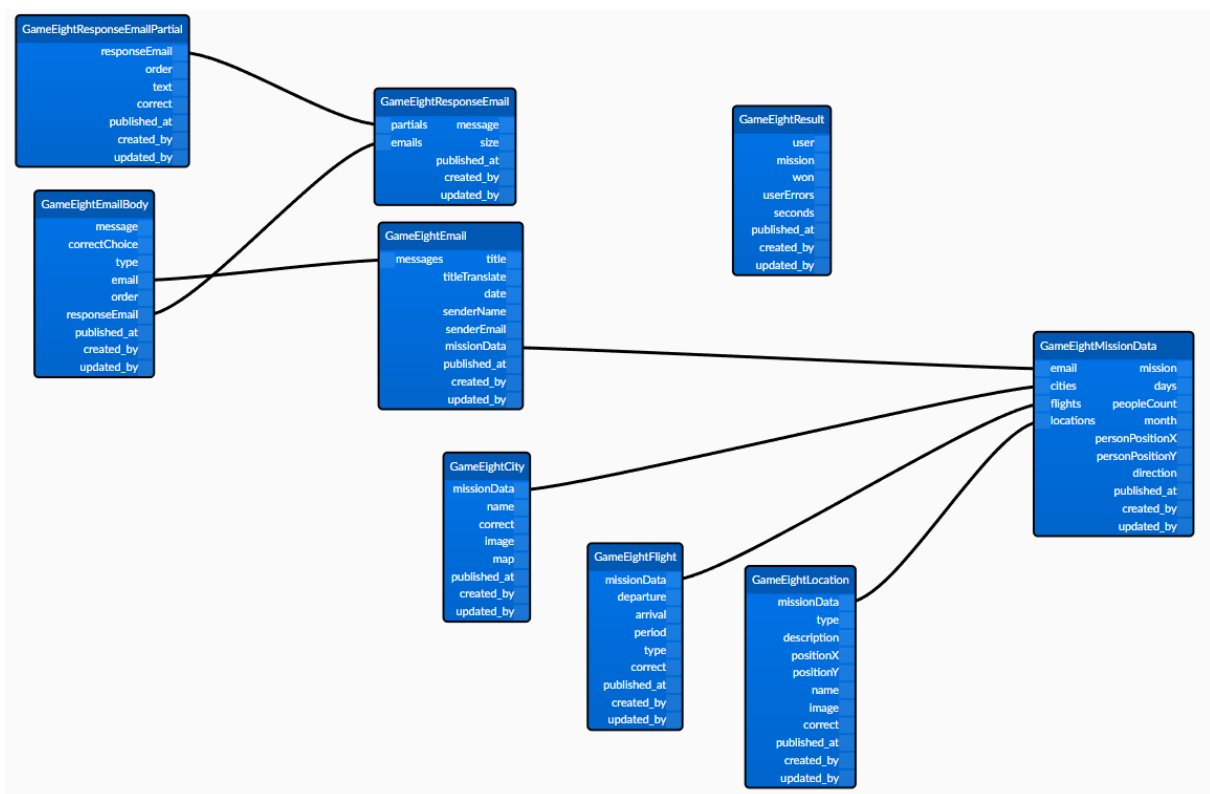 GameEightResponseEmailPartial
responseEmail
order
text
correct
published_at
created_by
updated_by
GameEightResponseEmail
partials message
emails size
published_at
created_by
updated_by
GameEightResult
user
mission
won
userErrors
seconds
published_at
created_by
updated_by
GameEightEmailBody
message
correctChoice
type
email
order
responseEmail
published_at
created_by
updated_by
GameEightEmail
messages title
titleTranslate
date
senderName
senderEmail
missionData
published_at
created_by
updated_by
GameEightMissionData
email mission
cities days
flights peopleCount
locations month
personPositionX
personPositionY
direction
published_at
created_by
updated_by
GameEightCity
missionData
name
correct
image
map
published_at
created_by
updated_by
GameEightFlight
missionData
departure
arrival
period
type
correct
published_at
created_by
updated_by
GameEightLocation
missionData
type
description
positionX
positionY
name
image
correct
published_at
created_by
updated_by